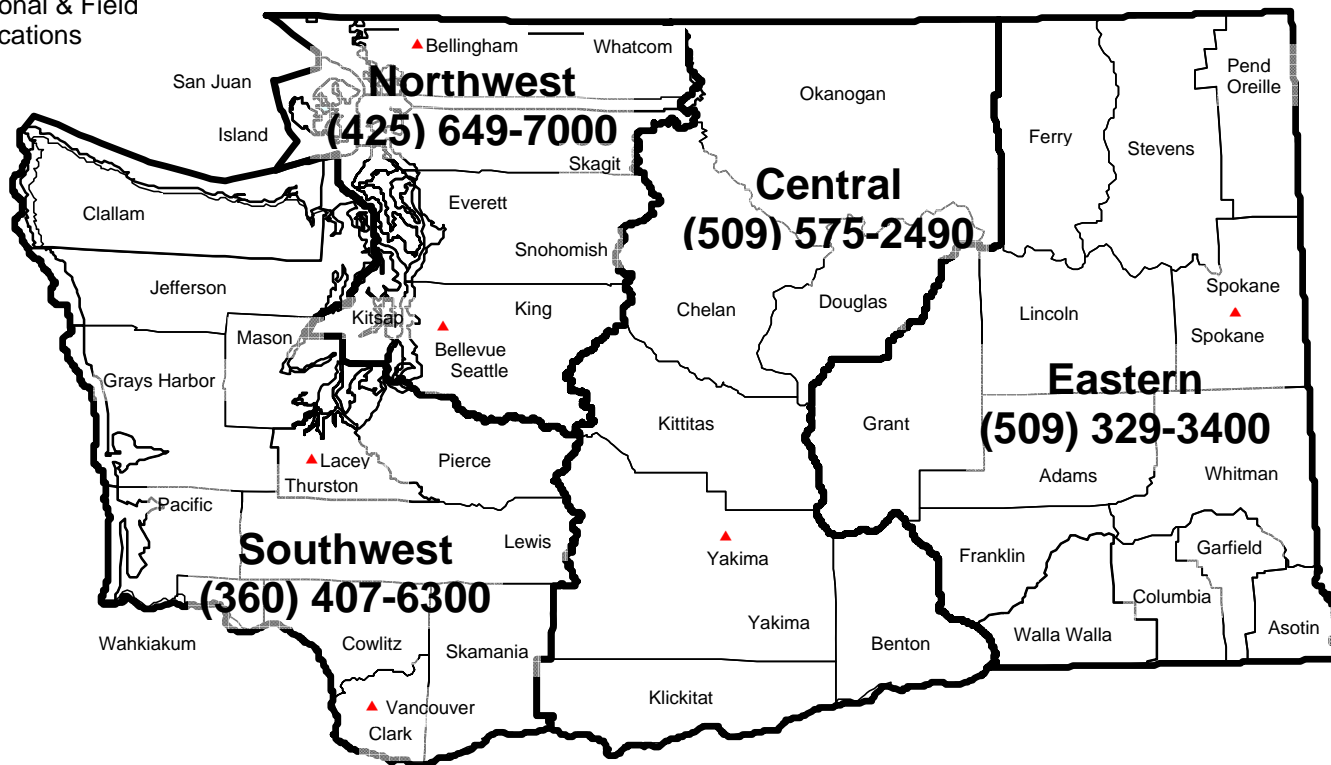 onal & Field
cations
Bellingham
Whatcom
San Juan
Northwest
(425) 649-7000
Island
Skagit
Okanogan
Pend
Oreille
Ferry
Stevens
Central
(509) 575-2490
Clallam
Everett
Snohomish
Jefferson
King
Kitsap
Mason
Bellevue
Seattle
Chelan
Douglas
Lincoln
Spokane
Spokane
Grays Harbor
Eastern
(509) 329-3400
Kittitas
Grant
Lacey
Thurston
Pierce
Adams
Whitman
Pacific
Southwest
(360) 407-6300
Lewis
Yakima
Franklin
Garfield
Columbia
Wahkiakum
Cowlitz
Skamania
Yakima
Benton
Walla Walla
Asotin
Vancouver
Clark
Klickitat